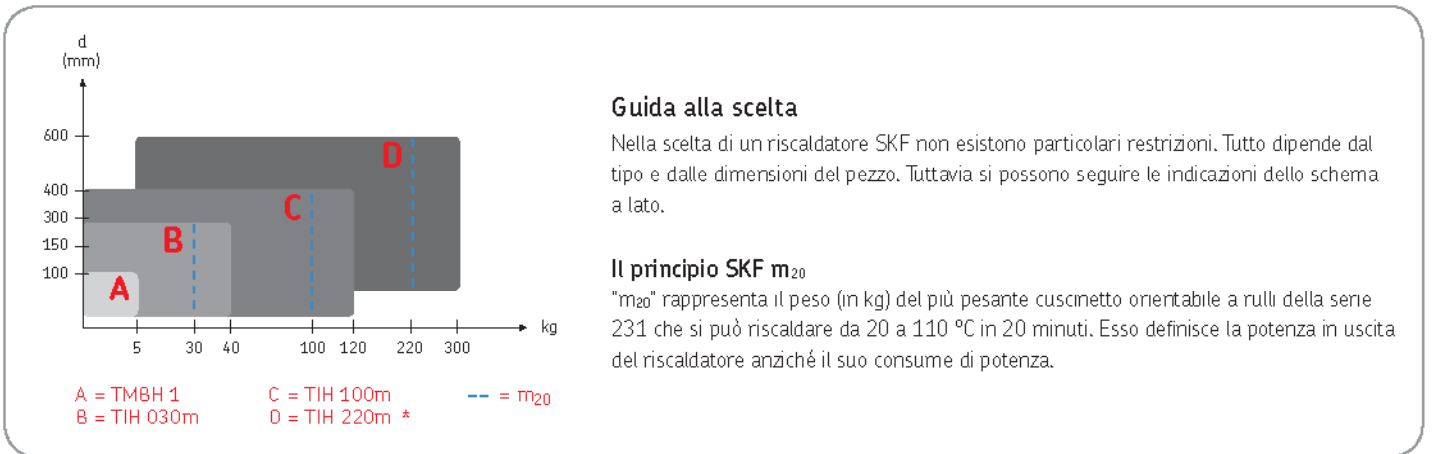 d
(mm)
600
400
300
150
100
A
B
C
D
5 30 40 100 120 220 300
kg
A = TMBH 1 C = TIH 100m -- = m20
B = TIH 030m D = TIH 220m *
Guida alla scelta
Nella scelta di un riscaldatore SKF non esistono particolari restrizioni. Tutto dipende dal
tipo e dalle dimensioni del pezzo. Tuttavia si possono seguire le indicazioni dello schema
a lato.
Il principio SKF m20
"m20" rappresenta il peso (in kg) del più pesante cuscinetto orientabile a rulli della serie
231 che si può riscaldare da 20 a 110 ºC in 20 minuti. Esso definisce la potenza in uscita
del riscaldatore anziché il suo consume di potenza.